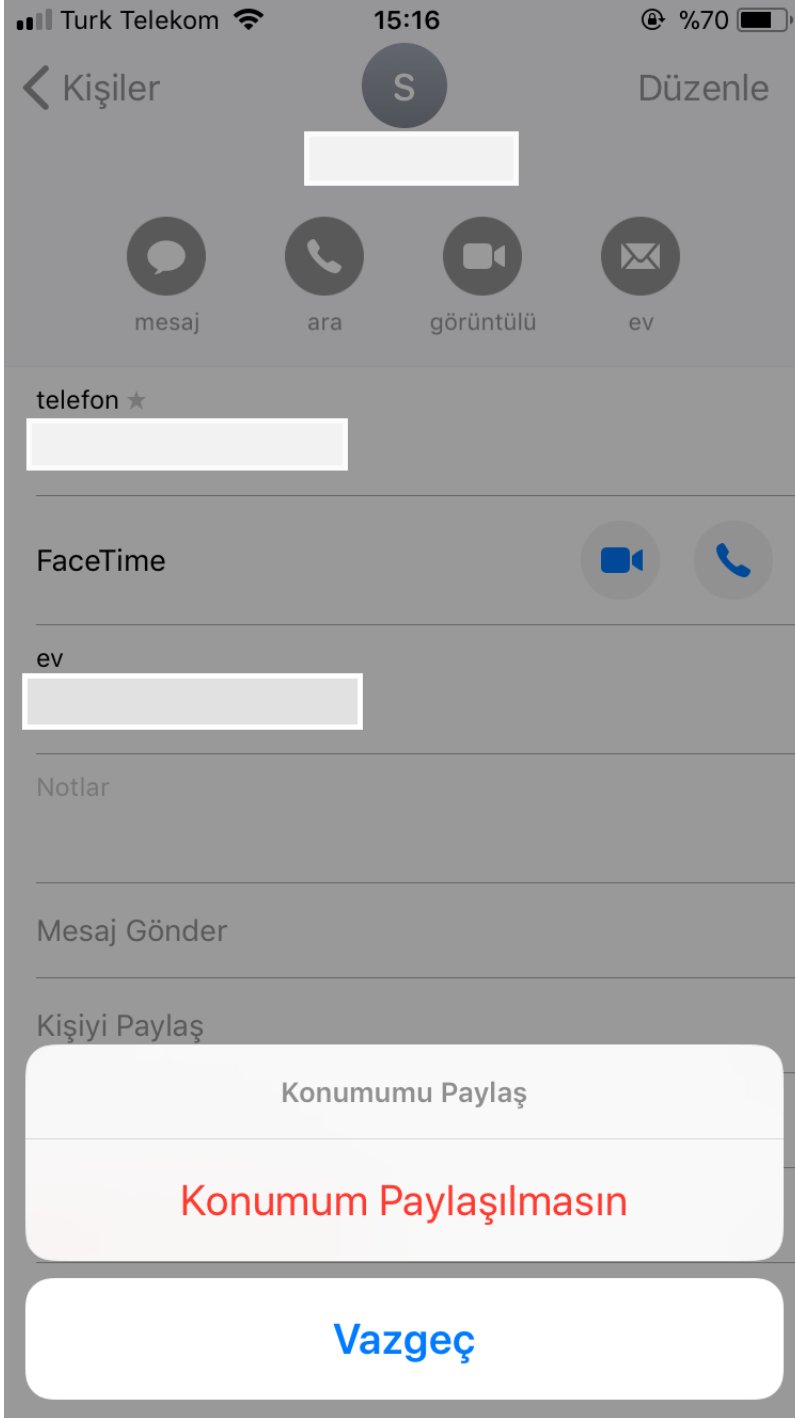 Turk Telekom 15:16 %70
Kişiler Düzenle
S
mesaj ara görüntülü ev
telefon
FaceTime
ev
Notlar
Mesaj Gönder
Kişiyi Paylaş
Konumumu Paylaş
Konumum Paylaşılmasın
Vazgeç